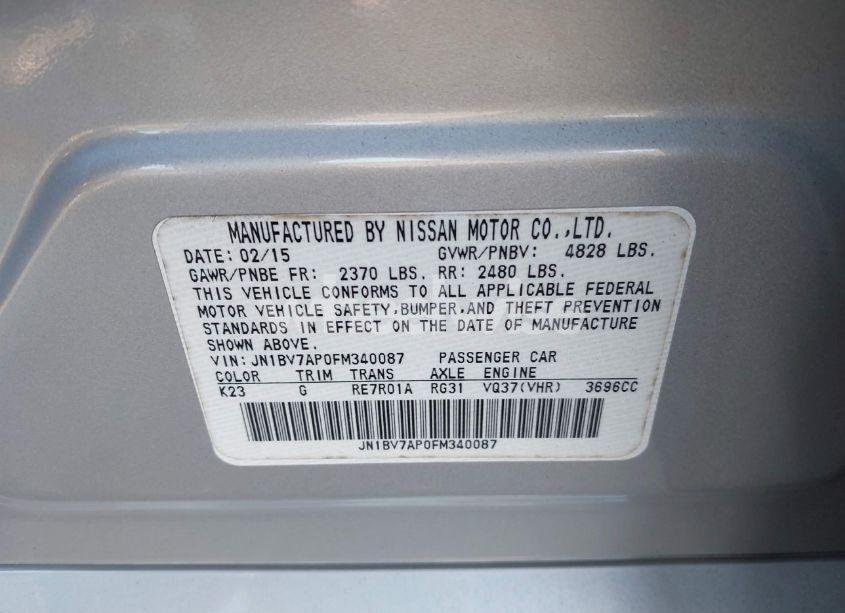 MANUFACTURED BY NISSAN MOTOR CO.,LTD.
DATE: 02/15 GVWR/PNBV: 4828 LBS.
GAWR/PNBE FR: 2370 LBS. RR: 2480 LBS.
THIS VEHICLE CONFORMS TO ALL APPLICABLE FEDERAL
MOTOR VEHICLE SAFETY,BUMPER,AND THEFT PREVENTION
STANDARDS IN EFFECT ON THE DATE OF MANUFACTURE
SHOWN ABOVE.
VIN: JN1BV7AP0FM340087 PASSENGER CAR
COLOR TRIM TRANS AXLE ENGINE
K23 G RE7R01A RG31 VQ37(VHR) 3696CC
JN1BV7AP0FM340087